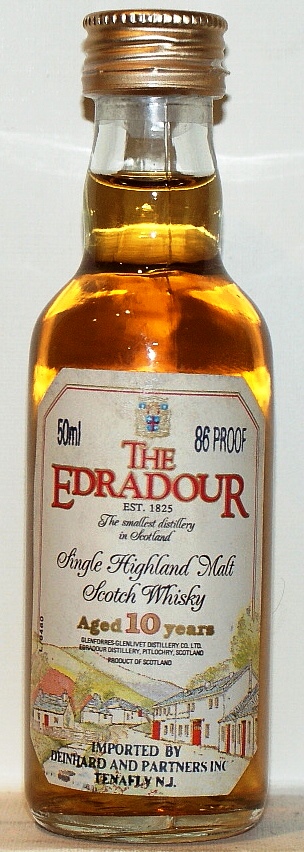 50ml
86 PROOF
THE
EDRADOUR
EST. 1825
The smallest distillery
in Scotland
Single Highland Malt
Scotch Whisky
Aged 10 years
GLENFORRES-GLENLIVET DISTILLERY CO. LTD.
EDRADOUR DISTILLERY, PITLOCHRY, SCOTLAND
PRODUCT OF SCOTLAND
IMPORTED BY
DEINHARD AND PARTNERS INC
TENAFLY N.J.